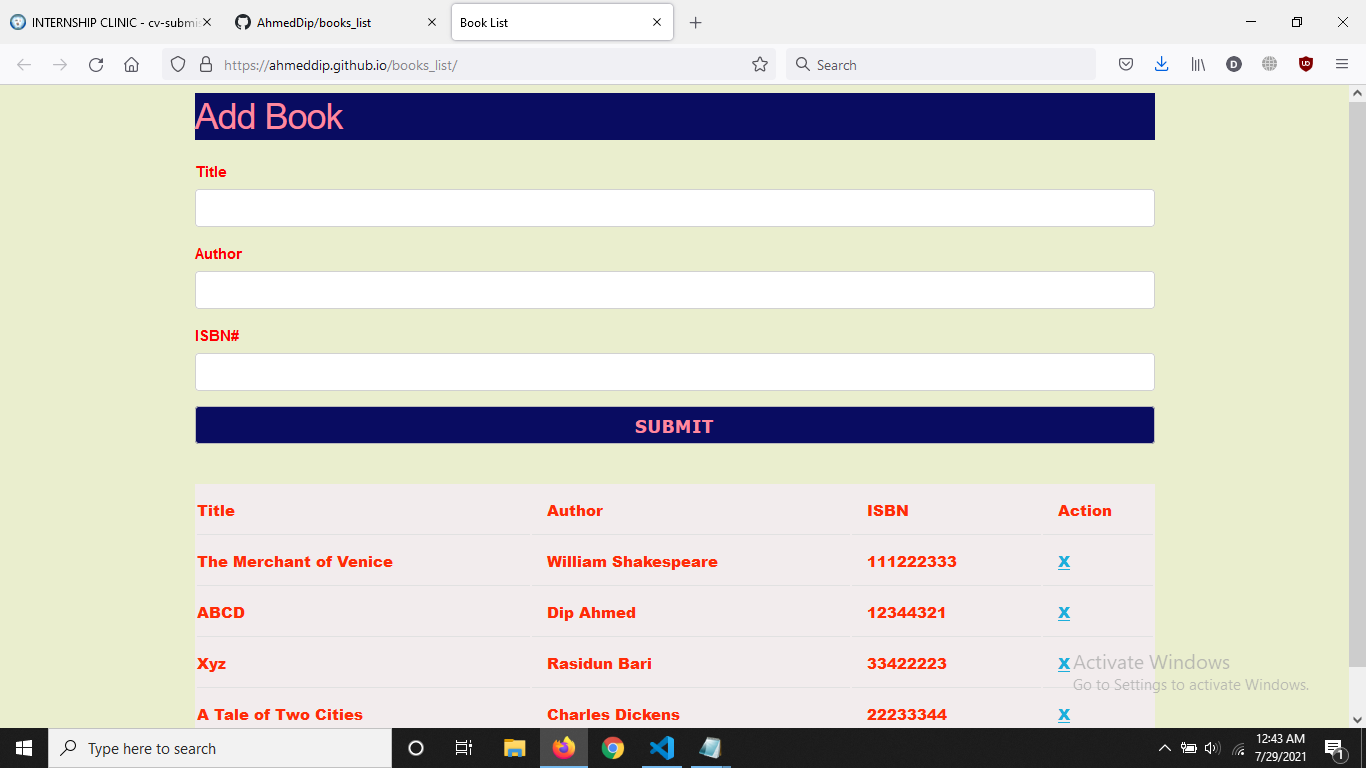 INTERNSHIP CLINIC - cv-submis
AhmedDip/books_list
Book List
https://ahmeddip.github.io/books_list/
Search
D
Add Book
Title
Author
ISBN#
SUBMIT
Title Author ISBN Action
The Merchant of Venice William Shakespeare 111222333 X
ABCD Dip Ahmed 12344321 X
Xyz Rasidun Bari 33422223 X
A Tale of Two Cities Charles Dickens 22233344 X
Activate Windows
Go to Settings to activate Windows.
Type here to search
12:43 AM
7/29/2021
1